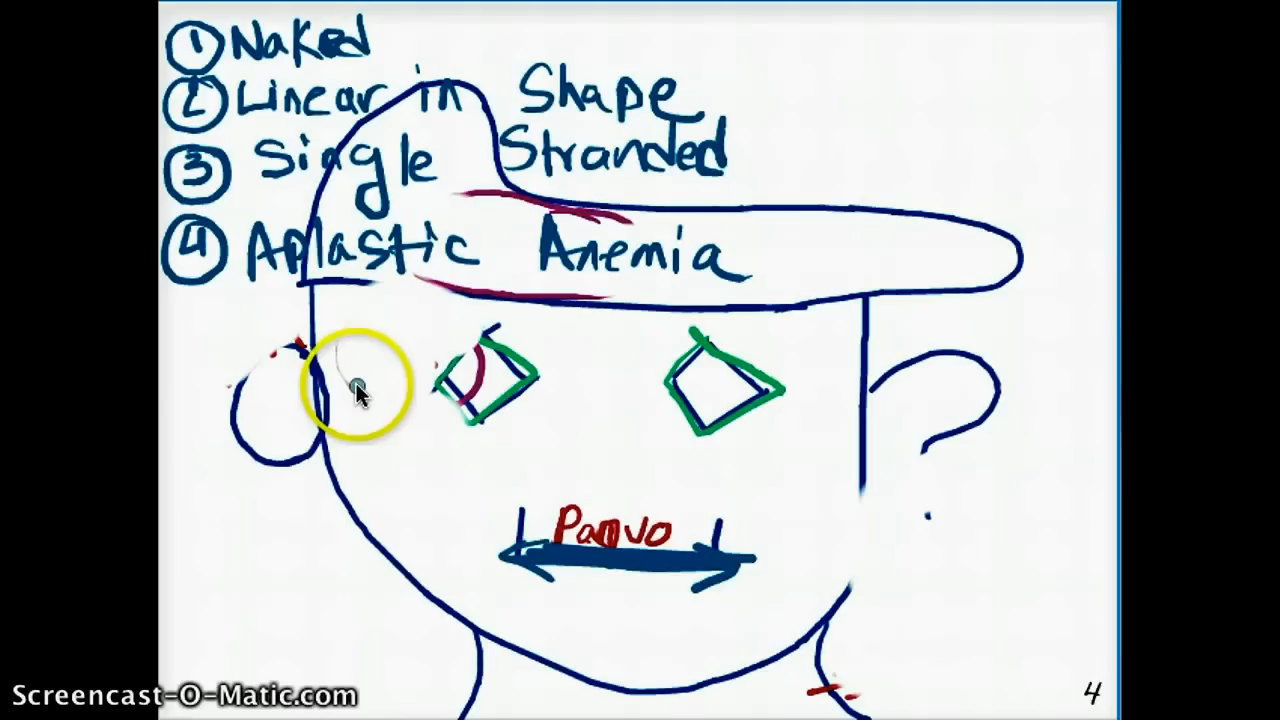 ① Naked
② Linear in Shape
③ Single Stranded
④ Aplastic Anemia
?
Parvo
Screencast-O-Matic.com
4